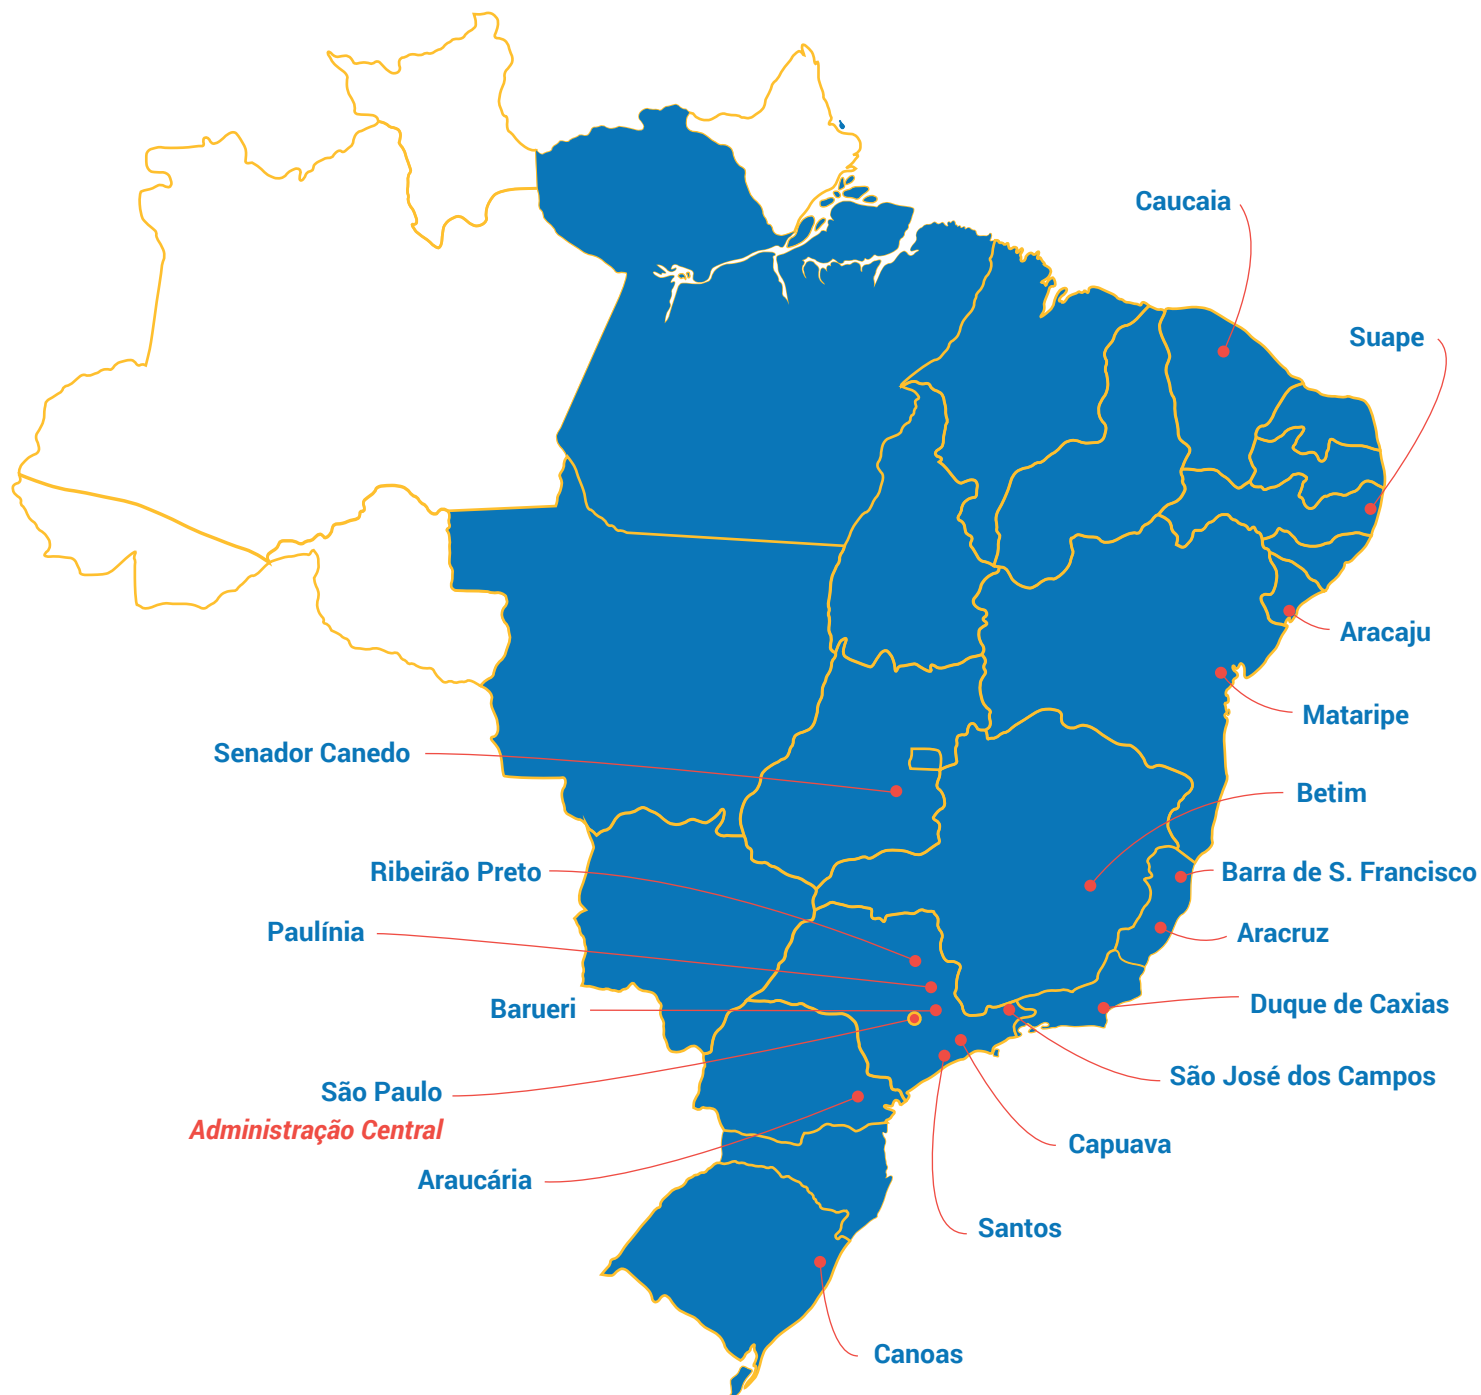 Caucaia
Suape
Aracaju
Mataripe
Senador Canedo
Betim
Ribeirão Preto
Barra de S. Francisco
Paulínia
Aracruz
Barueri
Duque de Caxias
São José dos Campos
São Paulo
Administração Central
Capuava
Araucária
Santos
Canoas